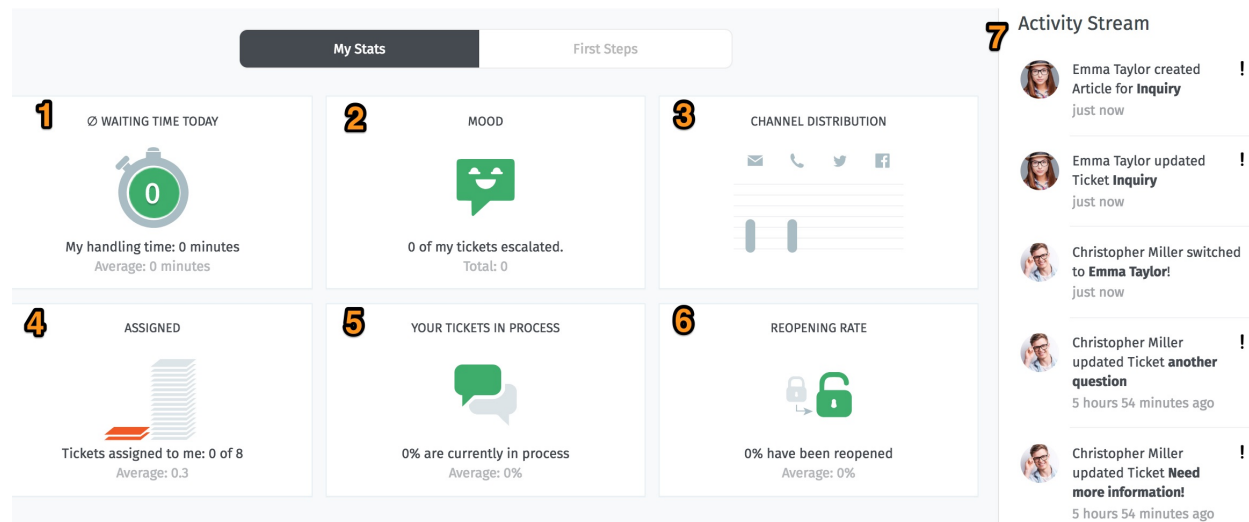 My Stats
First Steps
1
Ø WAITING TIME TODAY
0
My handling time: 0 minutes
Average: 0 minutes
2
MOOD
0 of my tickets escalated.
Total: 0
3
CHANNEL DISTRIBUTION
4
ASSIGNED
Tickets assigned to me: 0 of 8
Average: 0.3
5
YOUR TICKETS IN PROCESS
0% are currently in process
Average: 0%
6
REOPENING RATE
0% have been reopened
Average: 0%
7
Activity Stream
Emma Taylor created
Article for Inquiry
just now
!
Emma Taylor updated
Ticket Inquiry
just now
!
Christopher Miller switched
to Emma Taylor!
just now
Christopher Miller
updated Ticket another
question
5 hours 54 minutes ago
!
Christopher Miller
updated Ticket Need
more information!
5 hours 54 minutes ago
!